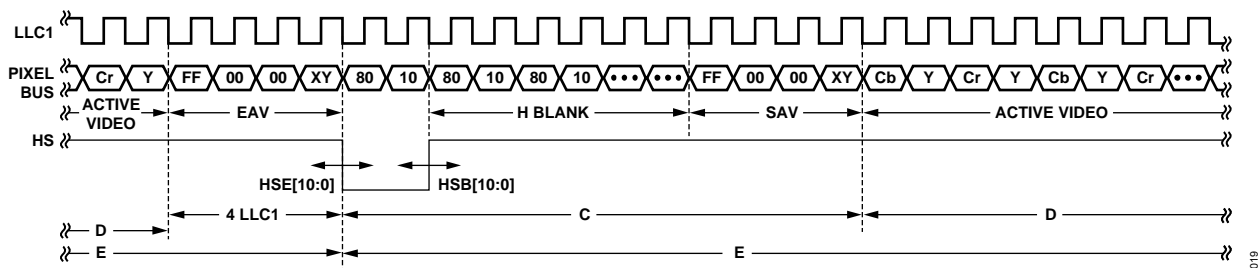 LLC1
PIXEL BUS Cr Y FF 00 00 XY 80 10 80 10 80 10 ••• ••• FF 00 00 XY Cb Y Cr Y Cb Y Cr •••
ACTIVE VIDEO EAV H BLANK SAV ACTIVE VIDEO
HS
HSE[10:0] HSB[10:0]
4 LLC1 C D
D
E E
019